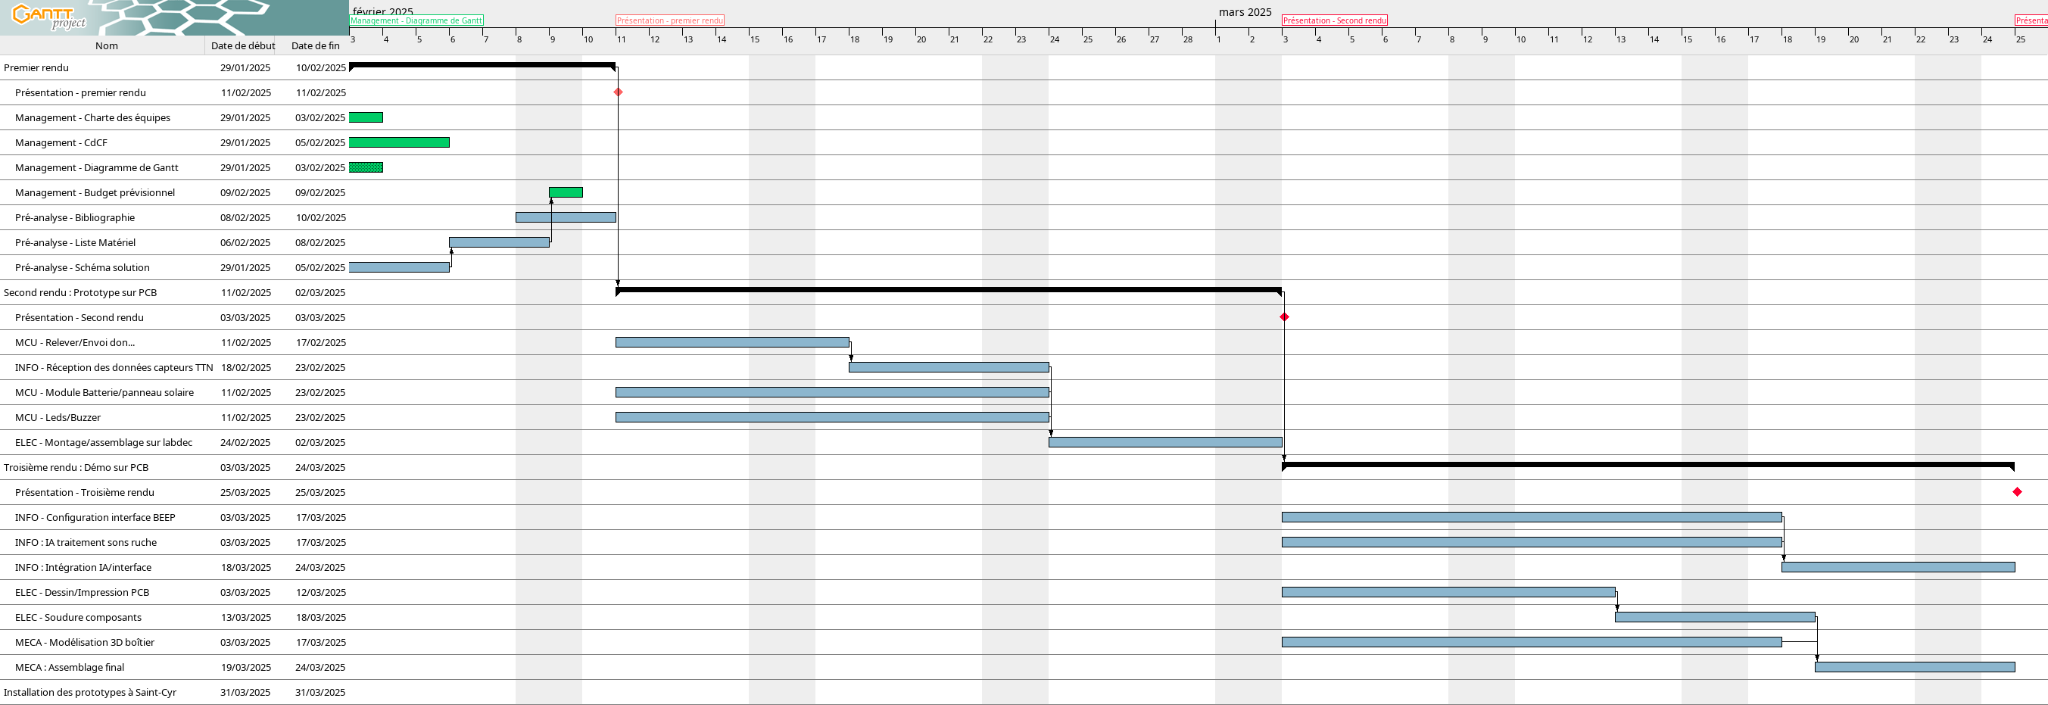 GANTT
project
février 2025
mars 2025
Management - Diagramme de Gantt
Présentation - premier rendu
Présentation - Second rendu
Présenta
Nom Date de début Date de fin
3 4 5 6 7 8 9 10 11 12 13 14 15 16 17 18 19 20 21 22 23 24 25 26 27 28 1 2 3 4 5 6 7 8 9 10 11 12 13 14 15 16 17 18 19 20 21 22 23 24 25
Premier rendu 29/01/2025 10/02/2025
Présentation - premier rendu 11/02/2025 11/02/2025
Management - Charte des équipes 29/01/2025 03/02/2025
Management - CdCF 29/01/2025 05/02/2025
Management - Diagramme de Gantt 29/01/2025 03/02/2025
Management - Budget prévisionnel 09/02/2025 09/02/2025
Pré-analyse - Bibliographie 08/02/2025 10/02/2025
Pré-analyse - Liste Matériel 06/02/2025 08/02/2025
Pré-analyse - Schéma solution 29/01/2025 05/02/2025
Second rendu : Prototype sur PCB 11/02/2025 02/03/2025
Présentation - Second rendu 03/03/2025 03/03/2025
MCU - Relever/Envoi don... 11/02/2025 17/02/2025
INFO - Réception des données capteurs TTN 18/02/2025 23/02/2025
MCU - Module Batterie/panneau solaire 11/02/2025 23/02/2025
MCU - Leds/Buzzer 11/02/2025 23/02/2025
ELEC - Montage/assemblage sur labdec 24/02/2025 02/03/2025
Troisième rendu : Démo sur PCB 03/03/2025 24/03/2025
Présentation - Troisième rendu 25/03/2025 25/03/2025
INFO - Configuration interface BEEP 03/03/2025 17/03/2025
INFO : IA traitement sons ruche 03/03/2025 17/03/2025
INFO : Intégration IA/interface 18/03/2025 24/03/2025
ELEC - Dessin/Impression PCB 03/03/2025 12/03/2025
ELEC - Soudure composants 13/03/2025 18/03/2025
MECA - Modélisation 3D boîtier 03/03/2025 17/03/2025
MECA : Assemblage final 19/03/2025 24/03/2025
Installation des prototypes à Saint-Cyr 31/03/2025 31/03/2025